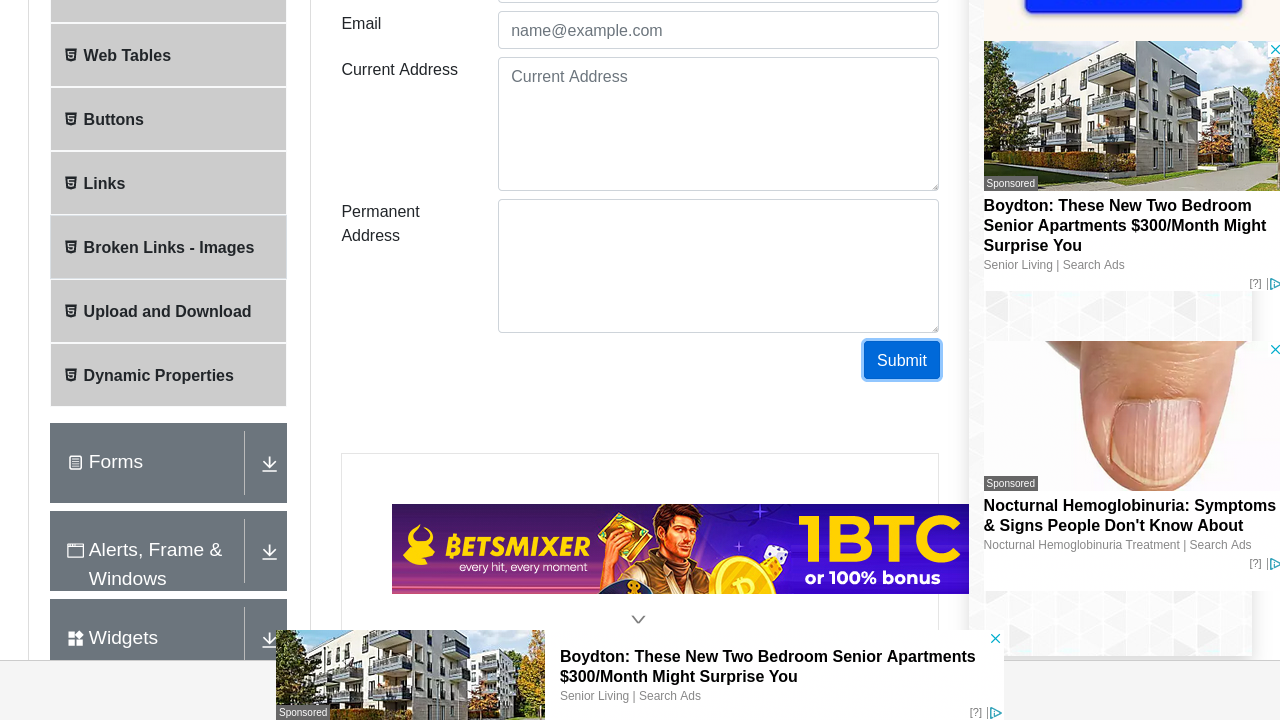 Email
name@example.com
Current Address
Current Address
Permanent
Address
Submit
Web Tables
Buttons
Links
Broken Links - Images
Upload and Download
Dynamic Properties
Forms
Alerts, Frame &
Windows
Widgets
Sponsored
Boydton: These New Two Bedroom
Senior Apartments $300/Month Might
Surprise You
Senior Living | Search Ads
[?]
Sponsored
Nocturnal Hemoglobinuria: Symptoms
& Signs People Don't Know About
Nocturnal Hemoglobinuria Treatment | Search Ads
[?]
BETSMIXER
every hit, every moment
1BTC
or 100% bonus
Sponsored
Boydton: These New Two Bedroom Senior Apartments
$300/Month Might Surprise You
Senior Living | Search Ads
[?]